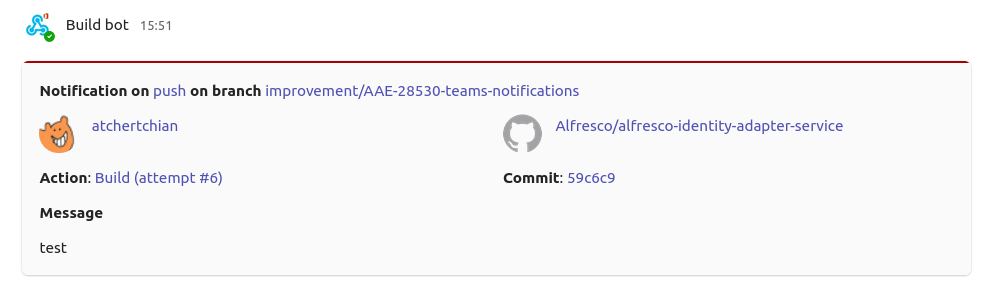 Build bot 15:51
Notification on push on branch improvement/AAE-28530-teams-notifications
atchertchian Alfresco/alfresco-identity-adapter-service
Action: Build (attempt #6) Commit: 59c6c9
Message
test